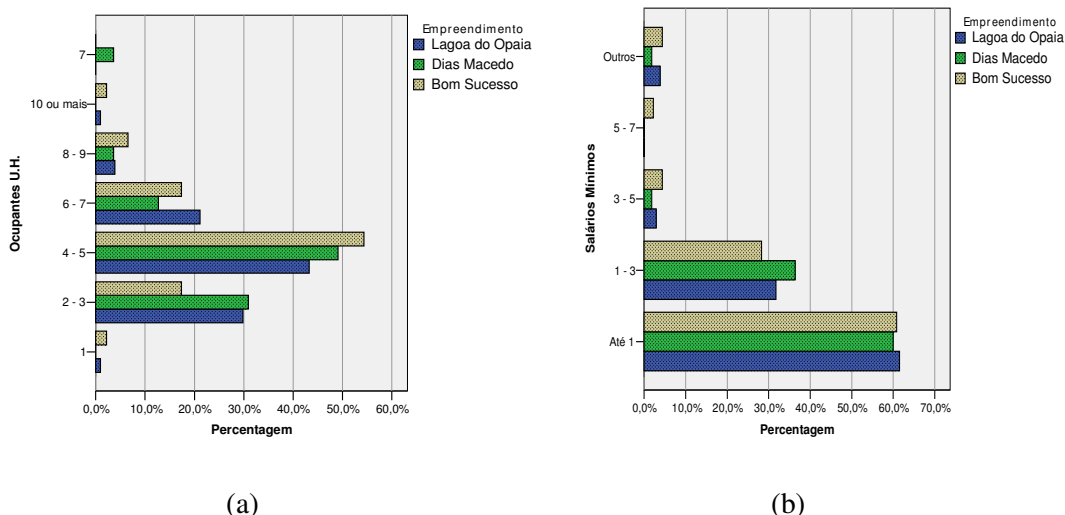 Empreendimento
Lagoa do Opaia
Dias Macedo
Bom Sucesso
Ocupantes U.H.
7
10 ou mais
8 - 9
6 - 7
4 - 5
2 - 3
1
0,0% 10,0% 20,0% 30,0% 40,0% 50,0% 60,0%
Percentagem
(a)
Empreendimento
Lagoa do Opaia
Dias Macedo
Bom Sucesso
Salários Mínimos
Outros
5 - 7
3 - 5
1 - 3
Até 1
0,0% 10,0% 20,0% 30,0% 40,0% 50,0% 60,0% 70,0%
Percentagem
(b)